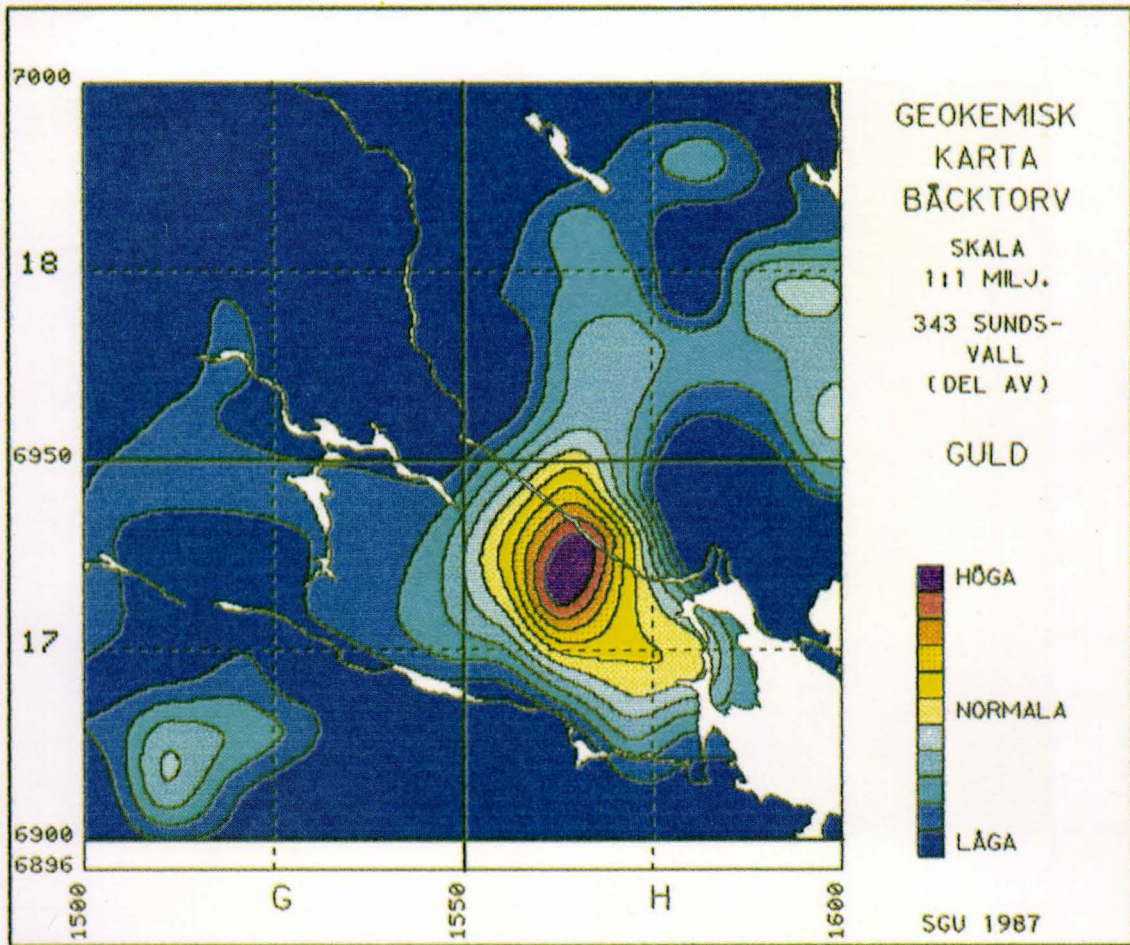 7000
18
6950
17
6900
6896
1500
G
1550
H
1600
GEOKEMISK
KARTA
BÄCKTORV
SKALA
1:1 MILJ.
343 SUNDS-
VALL
(DEL AV)
GULD
HÖGA
NORMALA
LÅGA
SGU 1987